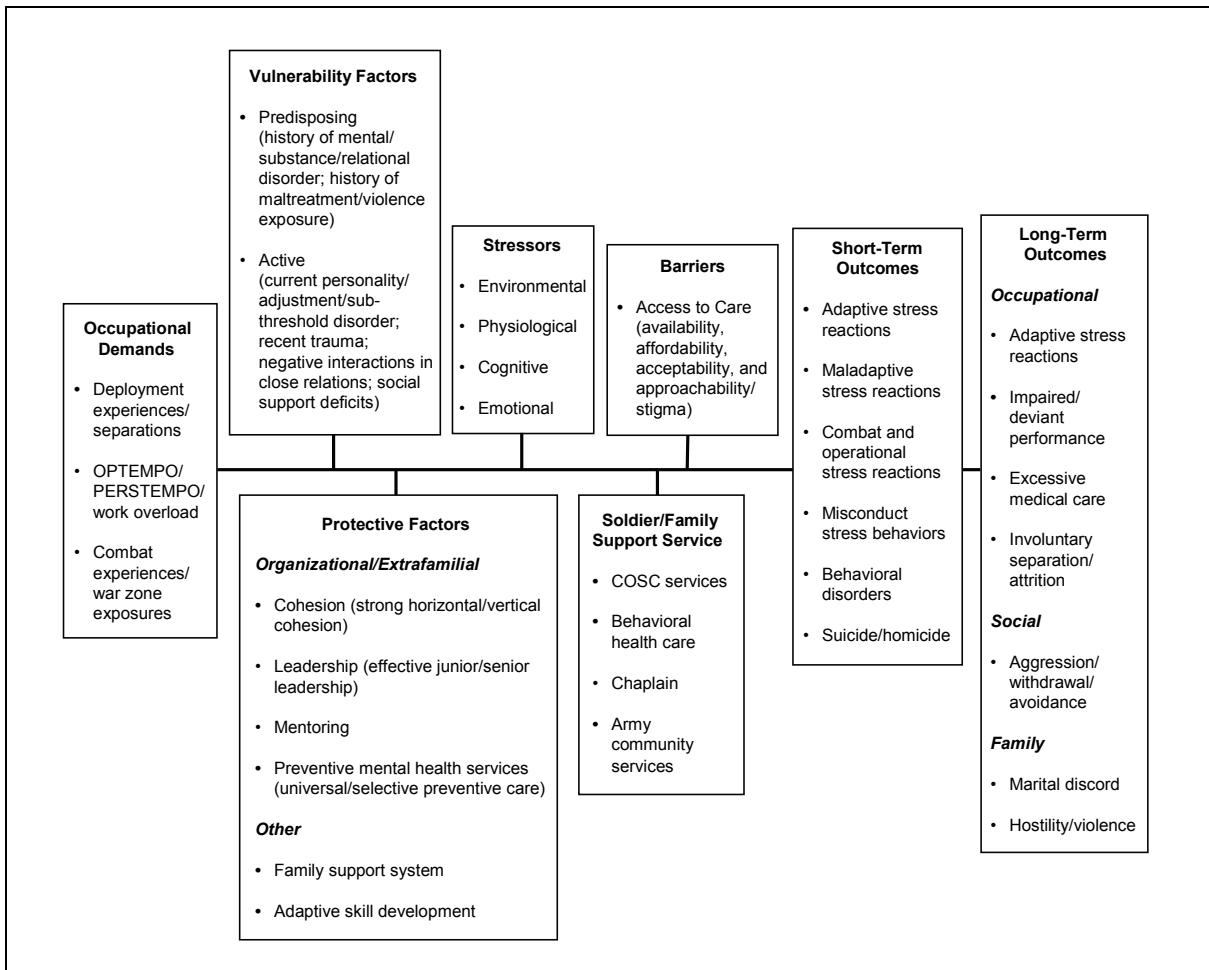 Vulnerability Factors
• Predisposing
(history of mental/
substance/relational
disorder; history of
maltreatment/violence
exposure)
• Active
(current personality/
adjustment/sub-
threshold disorder;
recent trauma;
negative interactions in
close relations; social
support deficits)
Occupational
Demands
• Deployment
experiences/
separations
• OPTEMPO/
PERSTEMPO/
work overload
• Combat
experiences/
war zone
exposures
Stressors
• Environmental
• Physiological
• Cognitive
• Emotional
Barriers
• Access to Care
(availability,
affordability,
acceptability, and
approachability/
stigma)
Short-Term
Outcomes
• Adaptive stress
reactions
• Maladaptive
stress reactions
• Combat and
operational
stress reactions
• Misconduct
stress behaviors
• Behavioral
disorders
• Suicide/homicide
Long-Term
Outcomes
Occupational
• Adaptive stress
reactions
• Impaired/
deviant
performance
• Excessive
medical care
• Involuntary
separation/
attrition
Social
• Aggression/
withdrawal/
avoidance
Family
• Marital discord
• Hostility/violence
Protective Factors
Organizational/Extrafamilial
• Cohesion (strong horizontal/vertical
cohesion)
• Leadership (effective junior/senior
leadership)
• Mentoring
• Preventive mental health services
(universal/selective preventive care)
Other
• Family support system
• Adaptive skill development
Soldier/Family
Support Service
• COSC services
• Behavioral
health care
• Chaplain
• Army
community
services